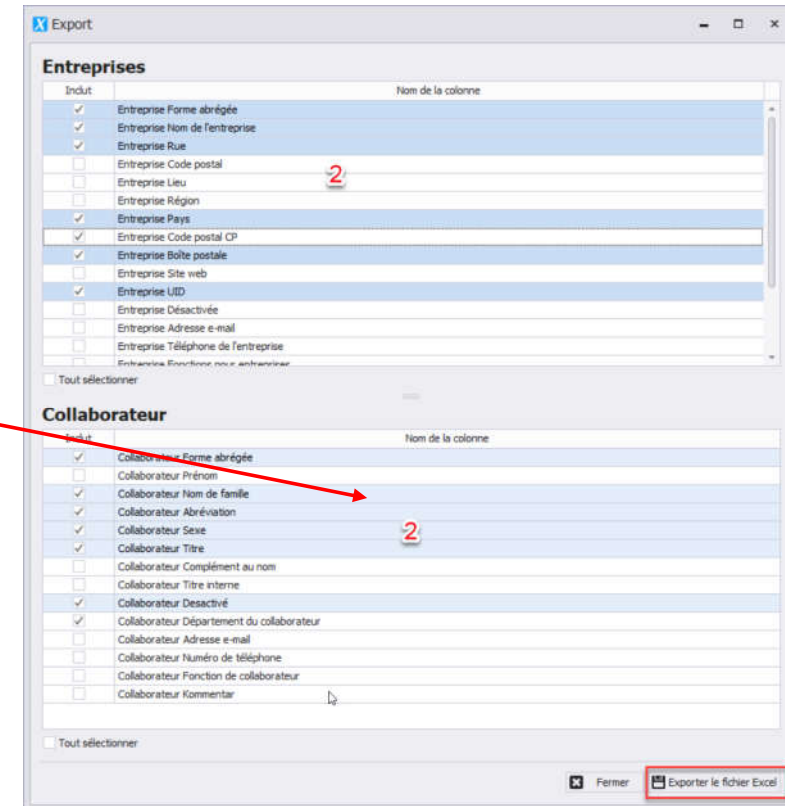 Export
Entreprises
Inclut Nom de la colonne
Entreprise Forme abrégée
Entreprise Nom de l'entreprise
Entreprise Rue
Entreprise Code postal
2
Entreprise Lieu
Entreprise Région
Entreprise Pays
Entreprise Code postal CP
Entreprise Boîte postale
Entreprise Site web
Entreprise UID
Entreprise Désactivée
Entreprise Adresse e-mail
Entreprise Téléphone de l'entreprise
Entreprise Fonctions pour entreprises
Tout sélectionner
Collaborateur
Inclut Nom de la colonne
Collaborateur Forme abrégée
Collaborateur Prénom
Collaborateur Nom de famille
Collaborateur Abréviation
Collaborateur Sexe
2
Collaborateur Titre
Collaborateur Complément au nom
Collaborateur Titre interne
Collaborateur Desactivé
Collaborateur Département du collaborateur
Collaborateur Adresse e-mail
Collaborateur Numéro de téléphone
Collaborateur Fonction de collaborateur
Collaborateur Kommentar
Tout sélectionner
Fermer Exporter le fichier Excel